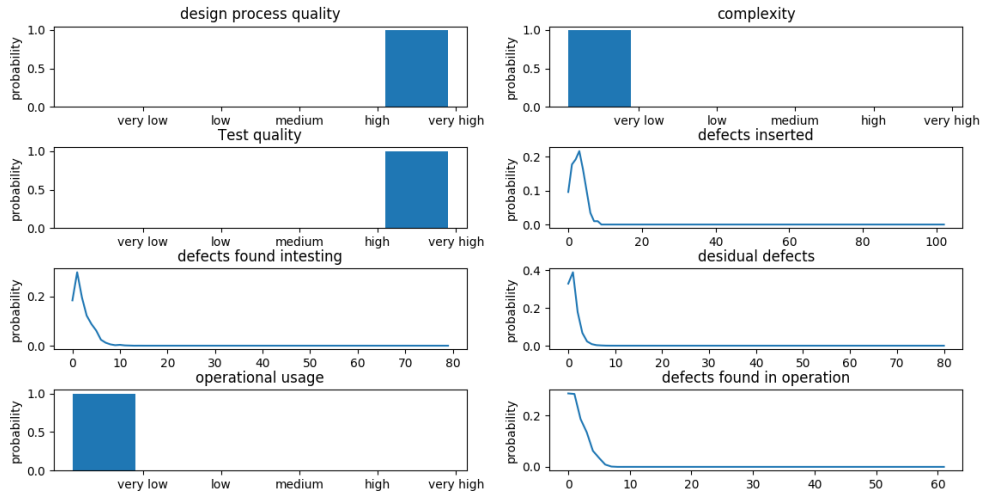 design process quality
probability
1.0
0.5
0.0
very low low medium high very high
complexity
probability
1.0
0.5
0.0
very low low medium high very high
Test quality
probability
1.0
0.5
0.0
very low low medium high very high
defects inserted
probability
0.2
0.0
0 20 40 60 80 100
defects found intesting
probability
0.2
0.0
0 10 20 30 40 50 60 70 80
desidual defects
probability
0.4
0.2
0.0
0 10 20 30 40 50 60 70 80
operational usage
probability
1.0
0.5
0.0
very low low medium high very high
defects found in operation
probability
0.2
0.0
0 10 20 30 40 50 60